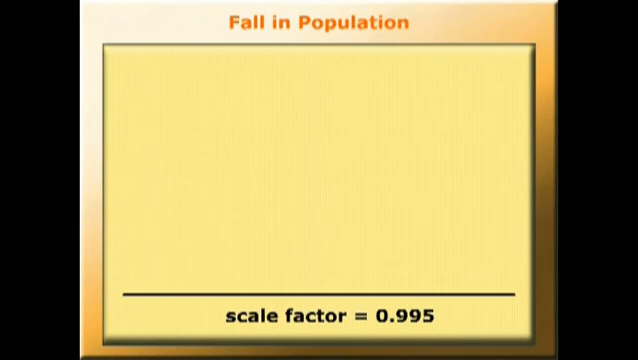 Fall in Population
scale factor = 0.995